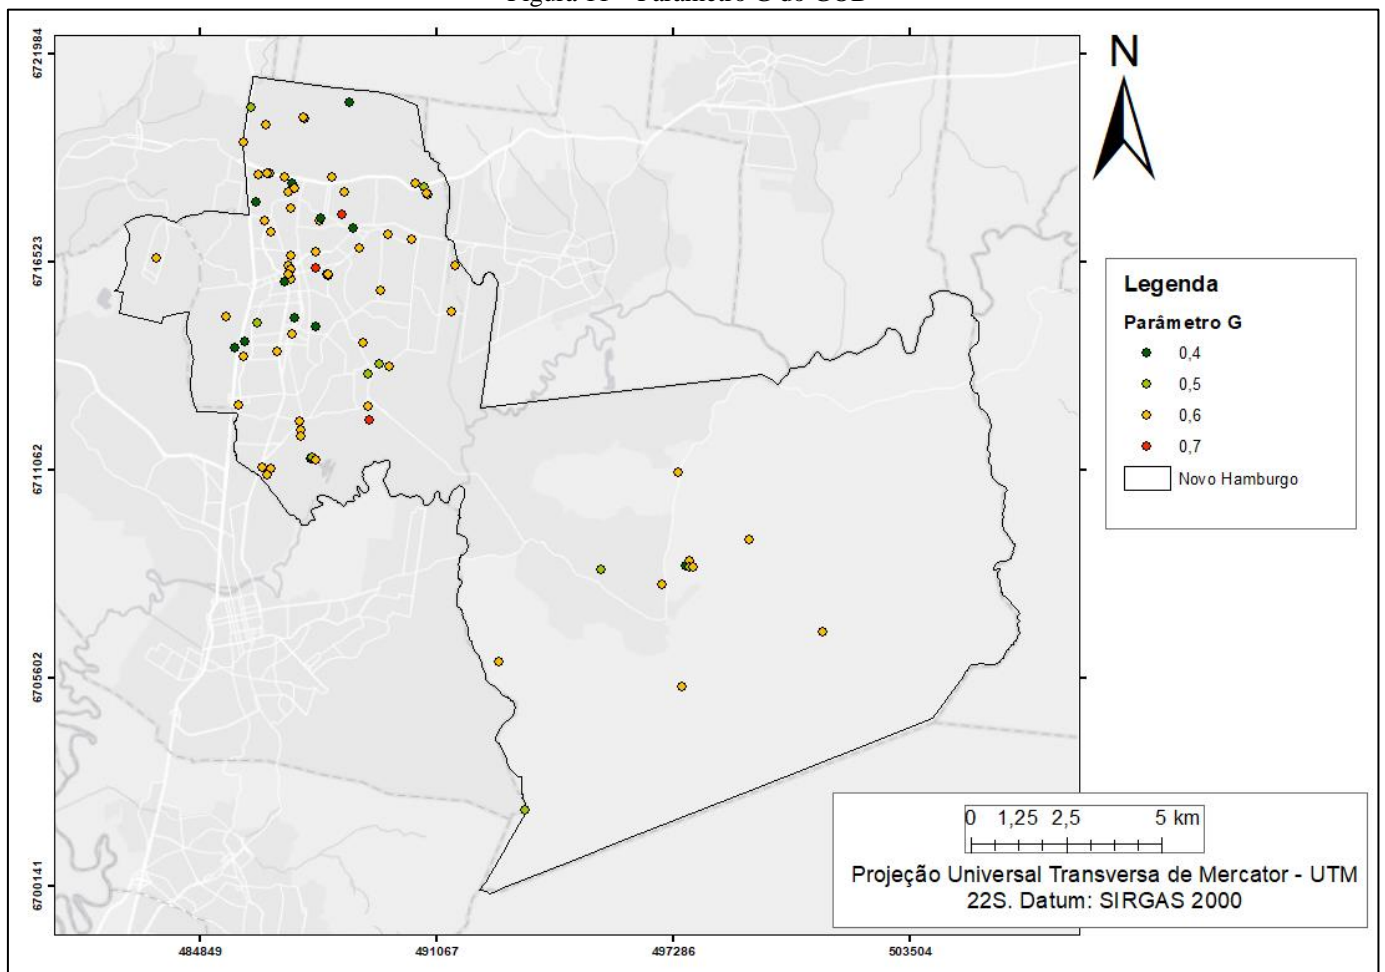 6721984
6716523
6711062
6705602
6700141
484849
491067
497286
503504
N
Legenda
Parâmetro G
0,4
0,5
0,6
0,7
Novo Hamburgo
0 1,25 2,5 5 km
Projeção Universal Transversa de Mercator - UTM
22S. Datum: SIRGAS 2000